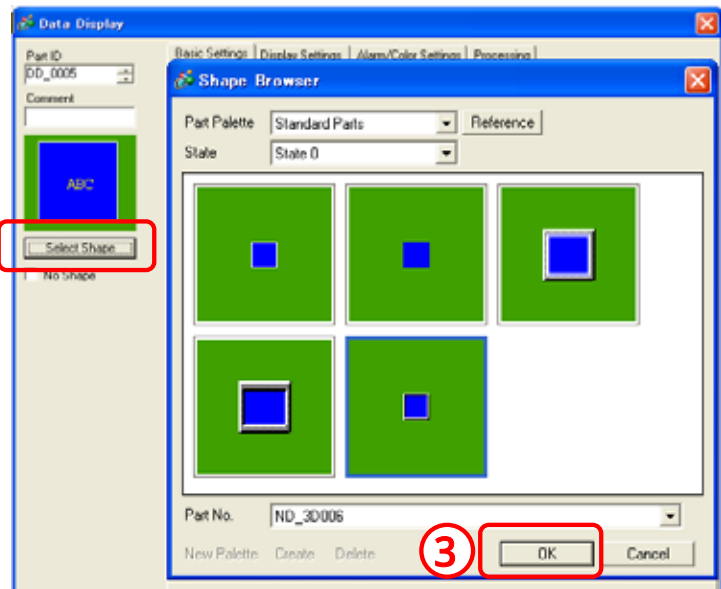 Data Display
Part ID
DD_0005
Comment
ABC
Select Shape
No Shape
Basic Settings Display Settings Alarm/Color Settings Processing
Shape Browser
Part Palette Standard Parts Reference
State State 0
Part No. ND_3D006
New Palette Create Delete
3 OK Cancel